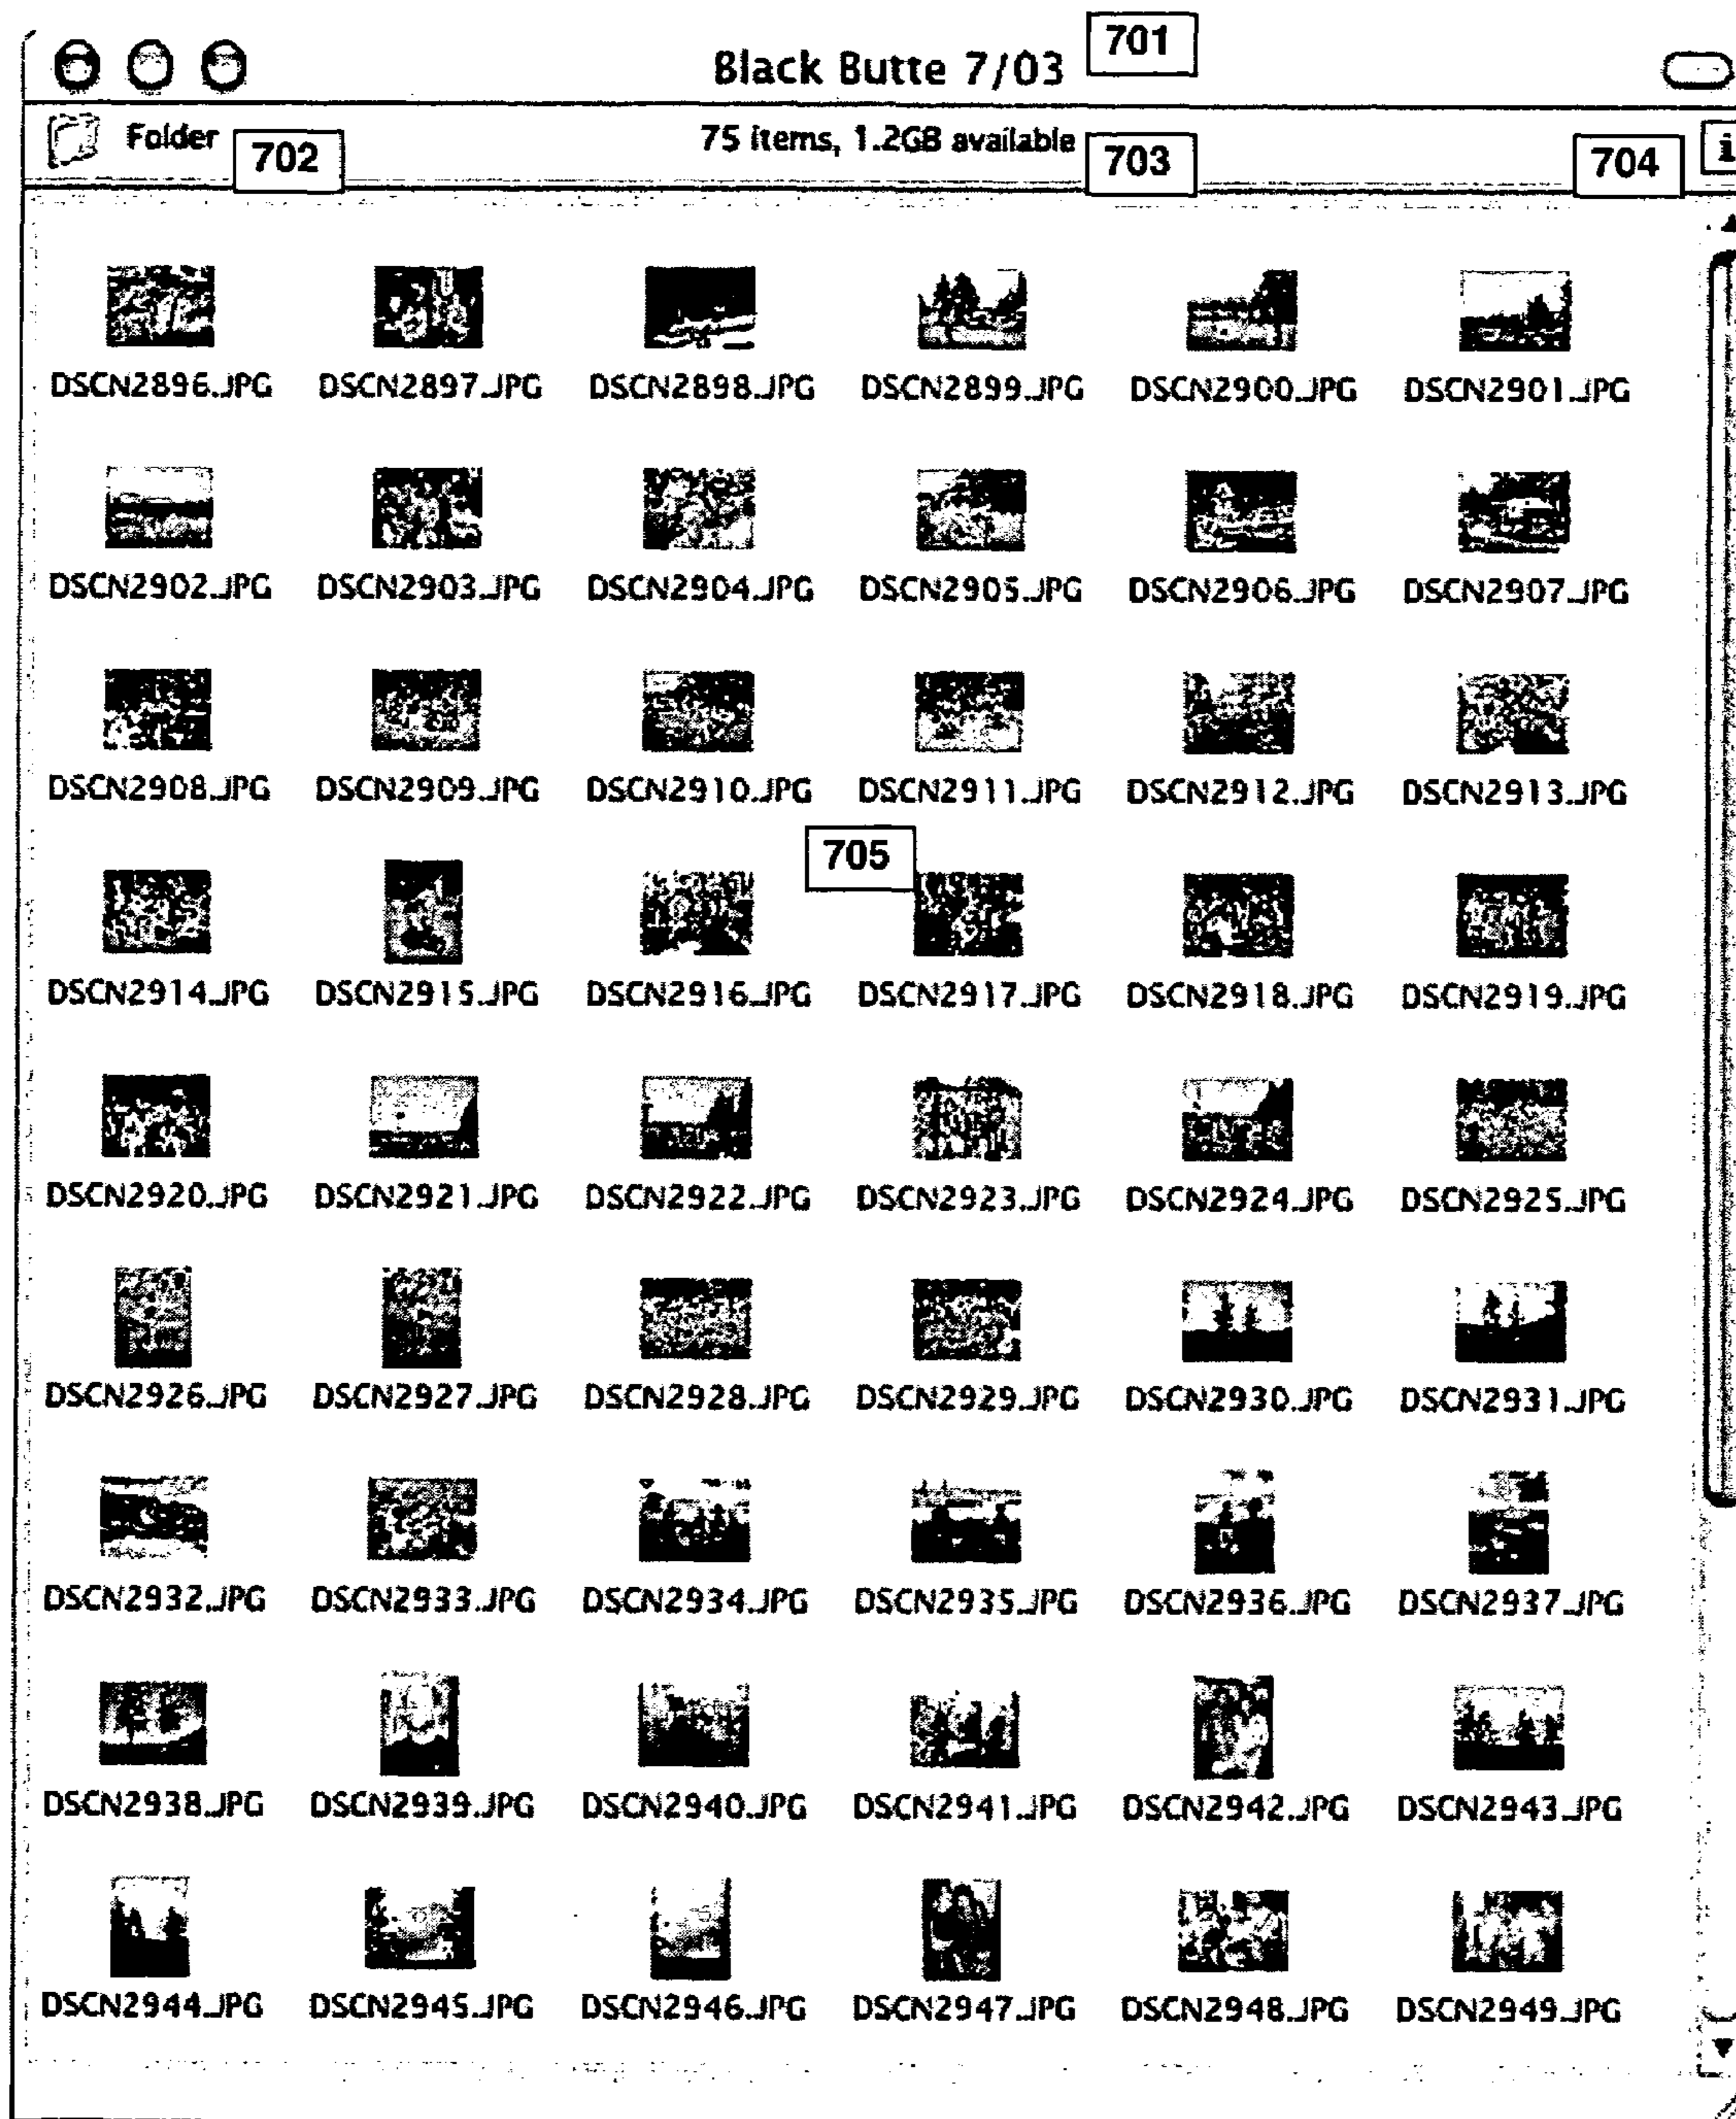 Black Butte 7/03 701
Folder 702 75 items, 1.2GB available 703 704 i
DSCN2896.JPG DSCN2897.JPG DSCN2898.JPG DSCN2899.JPG DSCN2900.JPG DSCN2901.JPG
DSCN2902.JPG DSCN2903.JPG DSCN2904.JPG DSCN2905.JPG DSCN2906.JPG DSCN2907.JPG
DSCN2908.JPG DSCN2909.JPG DSCN2910.JPG DSCN2911.JPG DSCN2912.JPG DSCN2913.JPG
705
DSCN2914.JPG DSCN2915.JPG DSCN2916.JPG DSCN2917.JPG DSCN2918.JPG DSCN2919.JPG
DSCN2920.JPG DSCN2921.JPG DSCN2922.JPG DSCN2923.JPG DSCN2924.JPG DSCN2925.JPG
DSCN2926.JPG DSCN2927.JPG DSCN2928.JPG DSCN2929.JPG DSCN2930.JPG DSCN2931.JPG
DSCN2932.JPG DSCN2933.JPG DSCN2934.JPG DSCN2935.JPG DSCN2936.JPG DSCN2937.JPG
DSCN2938.JPG DSCN2939.JPG DSCN2940.JPG DSCN2941.JPG DSCN2942.JPG DSCN2943.JPG
DSCN2944.JPG DSCN2945.JPG DSCN2946.JPG DSCN2947.JPG DSCN2948.JPG DSCN2949.JPG